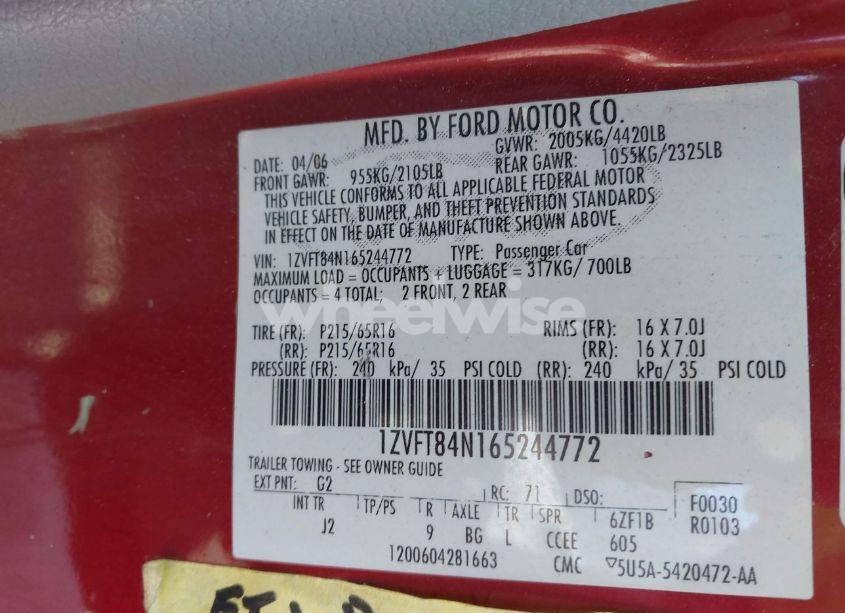 MFD. BY FORD MOTOR CO.
DATE: 04/06 GVWR: 2005KG/4420LB
FRONT GAWR: 955KG/2105LB REAR GAWR: 1055KG/2325LB
THIS VEHICLE CONFORMS TO ALL APPLICABLE FEDERAL MOTOR
VEHICLE SAFETY, BUMPER, AND THEFT PREVENTION STANDARDS
IN EFFECT ON THE DATE OF MANUFACTURE SHOWN ABOVE.
VIN: 1ZVFT84N165244772 TYPE: Passenger Car
MAXIMUM LOAD = OCCUPANTS + LUGGAGE = 317KG/ 700LB
OCCUPANTS = 4 TOTAL; 2 FRONT, 2 REAR
wheelwise
TIRE (FR): P215/65R16 RIMS (FR): 16 X 7.0J
(RR): P215/65R16 (RR): 16 X 7.0J
PRESSURE (FR): 240 kPa/ 35 PSI COLD (RR): 240 kPa/ 35 PSI COLD
1ZVFT84N165244772
TRAILER TOWING - SEE OWNER GUIDE
EXT PNT: G2 RC: 71 DSO: F0030
INT TR TP/PS R AXLE TR SPR 6ZF1B R0103
J2 9 BG L CCEE 605
1200604281663 CMC ▽5U5A-5420472-AA